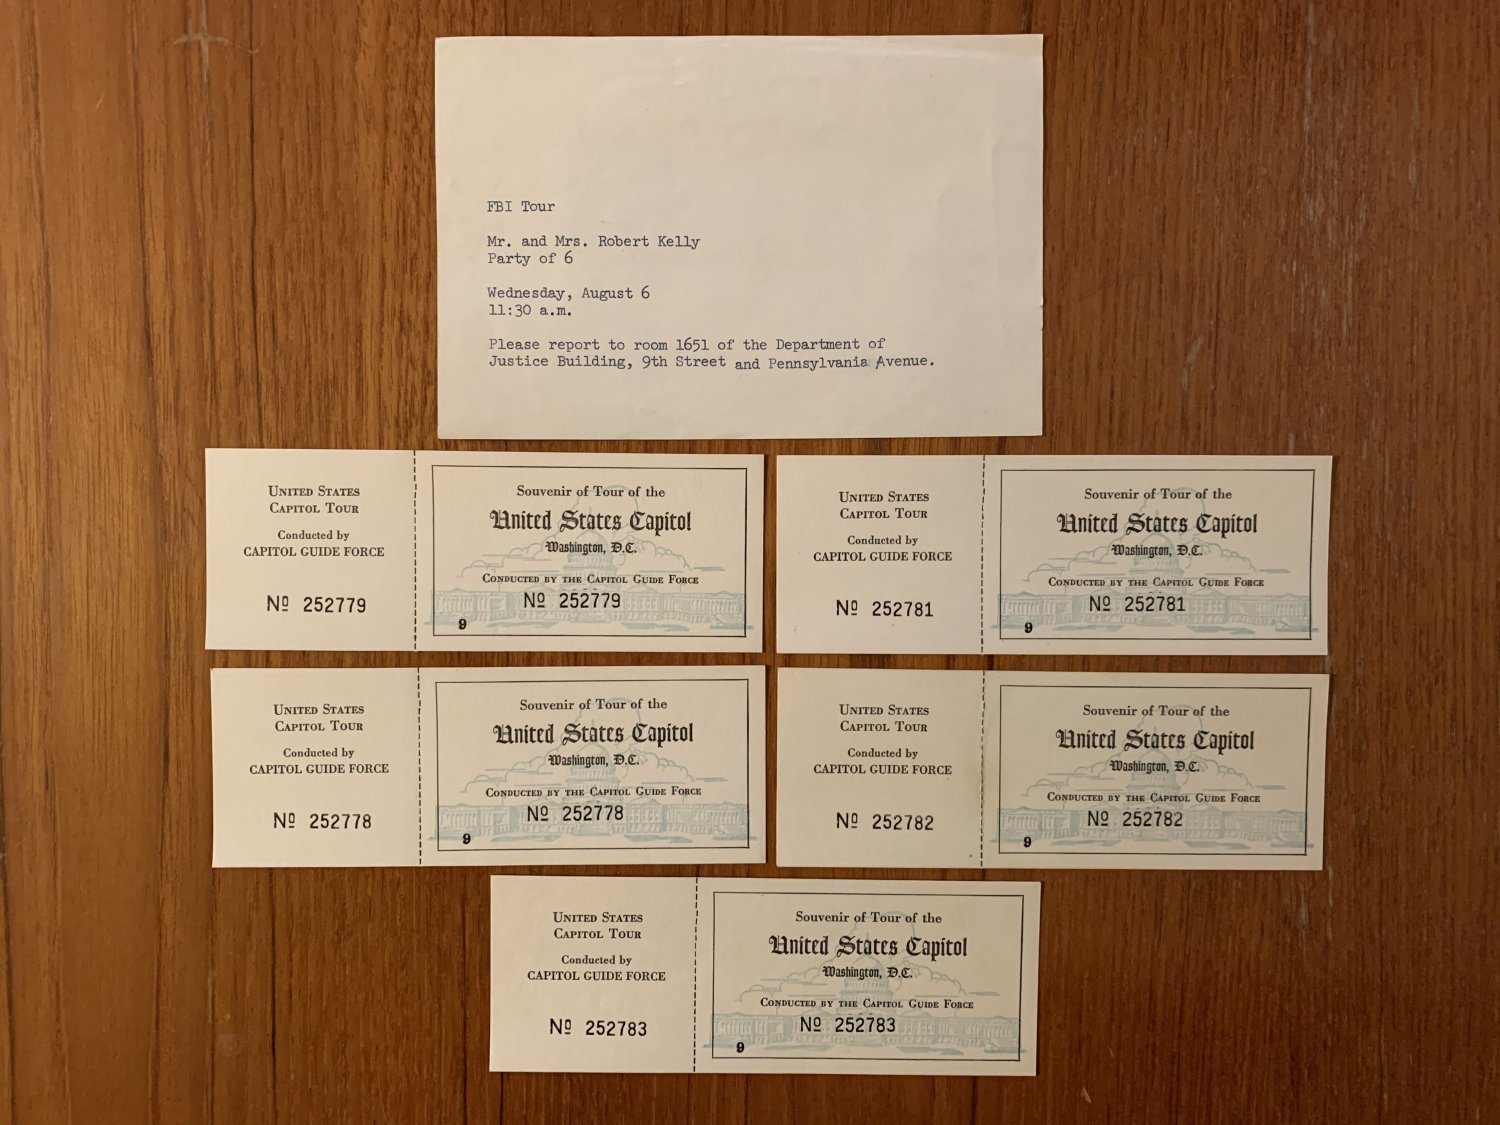 FBI Tour
Mr. and Mrs. Robert Kelly
Party of 6
Wednesday, August 6
11:30 a.m.
Please report to room 1651 of the Department of
Justice Building, 9th Street and Pennsylvania Avenue.
UNITED STATES
CAPITOL TOUR
Conducted by
CAPITOL GUIDE FORCE
Nº 252779
Souvenir of Tour of the
United States Capitol
Washington, D.C.
CONDUCTED BY THE CAPITOL GUIDE FORCE
Nº 252779
9
UNITED STATES
CAPITOL TOUR
Conducted by
CAPITOL GUIDE FORCE
Nº 252781
Souvenir of Tour of the
United States Capitol
Washington, D.C.
CONDUCTED BY THE CAPITOL GUIDE FORCE
Nº 252781
9
UNITED STATES
CAPITOL TOUR
Conducted by
CAPITOL GUIDE FORCE
Nº 252778
Souvenir of Tour of the
United States Capitol
Washington, D.C.
CONDUCTED BY THE CAPITOL GUIDE FORCE
Nº 252778
9
UNITED STATES
CAPITOL TOUR
Conducted by
CAPITOL GUIDE FORCE
Nº 252782
Souvenir of Tour of the
United States Capitol
Washington, D.C.
CONDUCTED BY THE CAPITOL GUIDE FORCE
Nº 252782
9
UNITED STATES
CAPITOL TOUR
Conducted by
CAPITOL GUIDE FORCE
Nº 252783
Souvenir of Tour of the
United States Capitol
Washington, D.C.
CONDUCTED BY THE CAPITOL GUIDE FORCE
Nº 252783
9